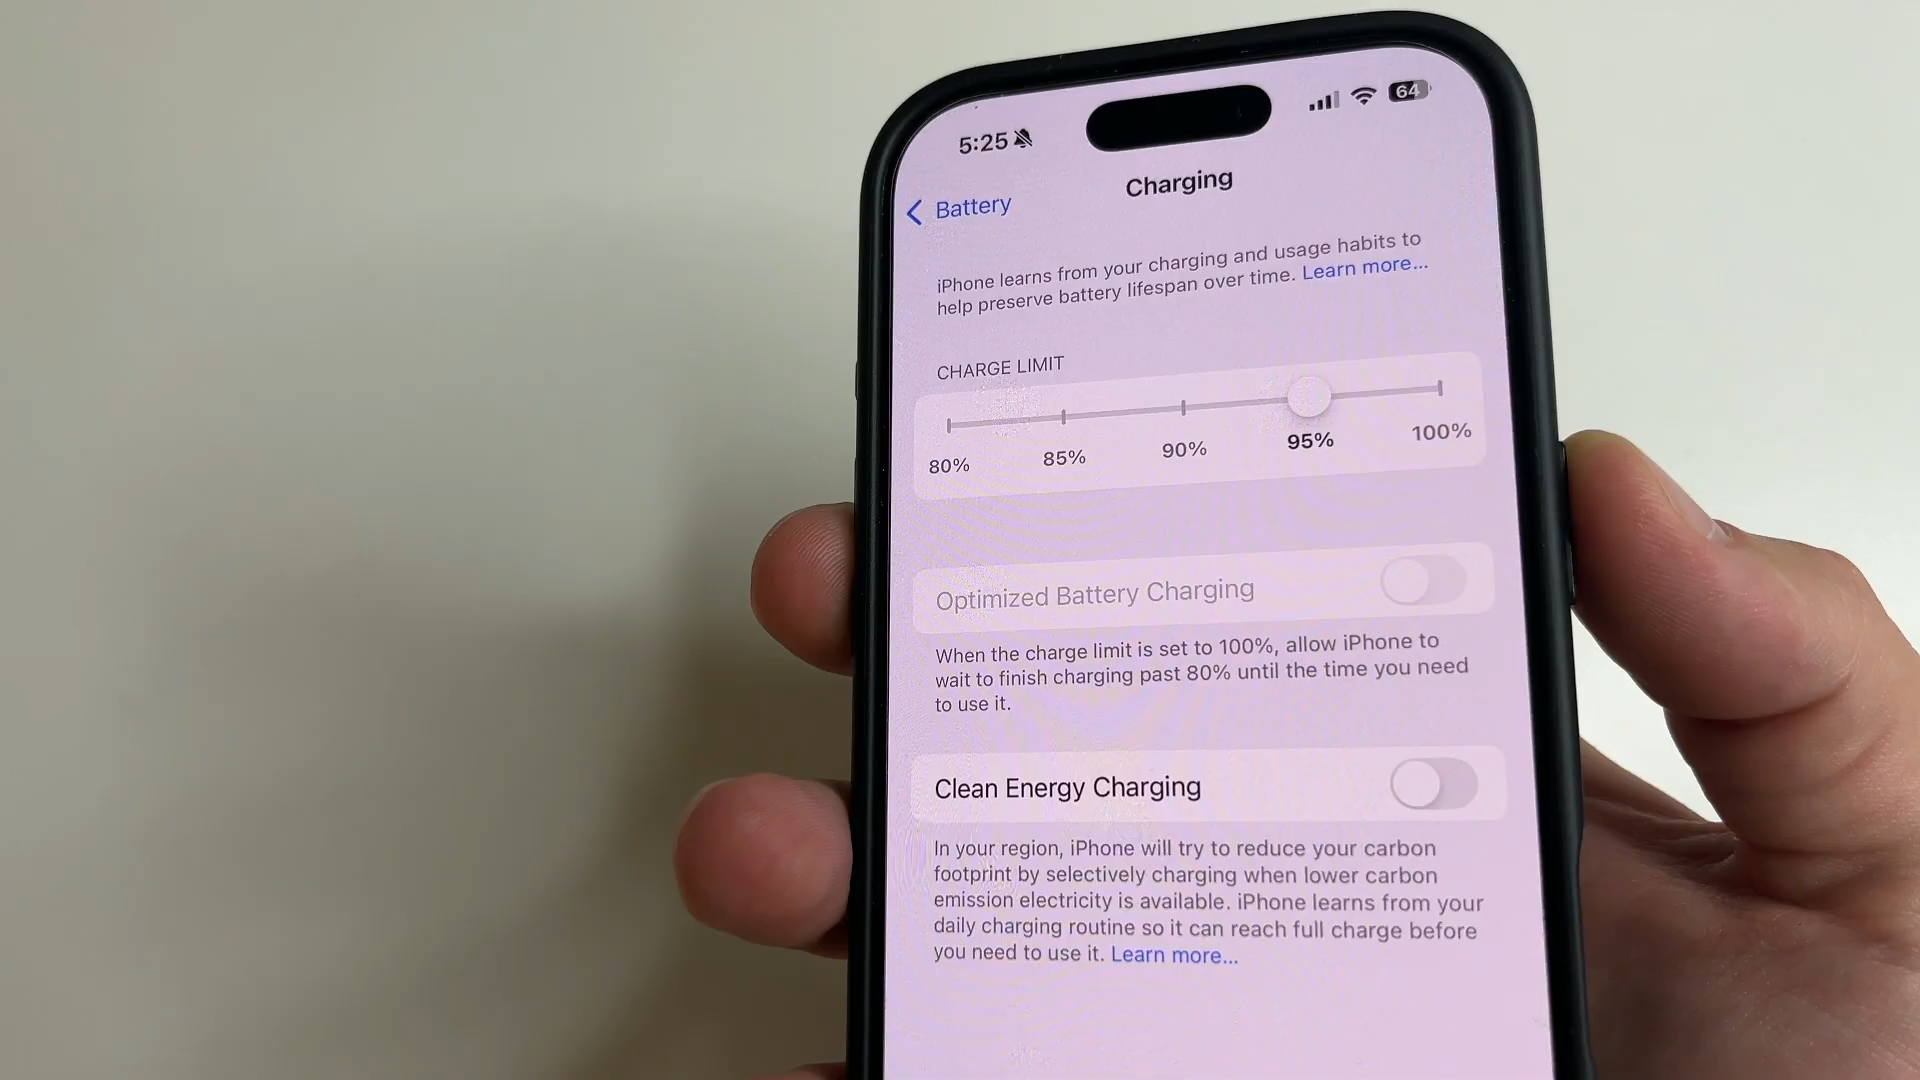 5:25
64
Charging
Battery
iPhone learns from your charging and usage habits to
help preserve battery lifespan over time. Learn more...
CHARGE LIMIT
80%
85%
90%
95%
100%
Optimized Battery Charging
When the charge limit is set to 100%, allow iPhone to
wait to finish charging past 80% until the time you need
to use it.
Clean Energy Charging
In your region, iPhone will try to reduce your carbon
footprint by selectively charging when lower carbon
emission electricity is available. iPhone learns from your
daily charging routine so it can reach full charge before
you need to use it. Learn more...